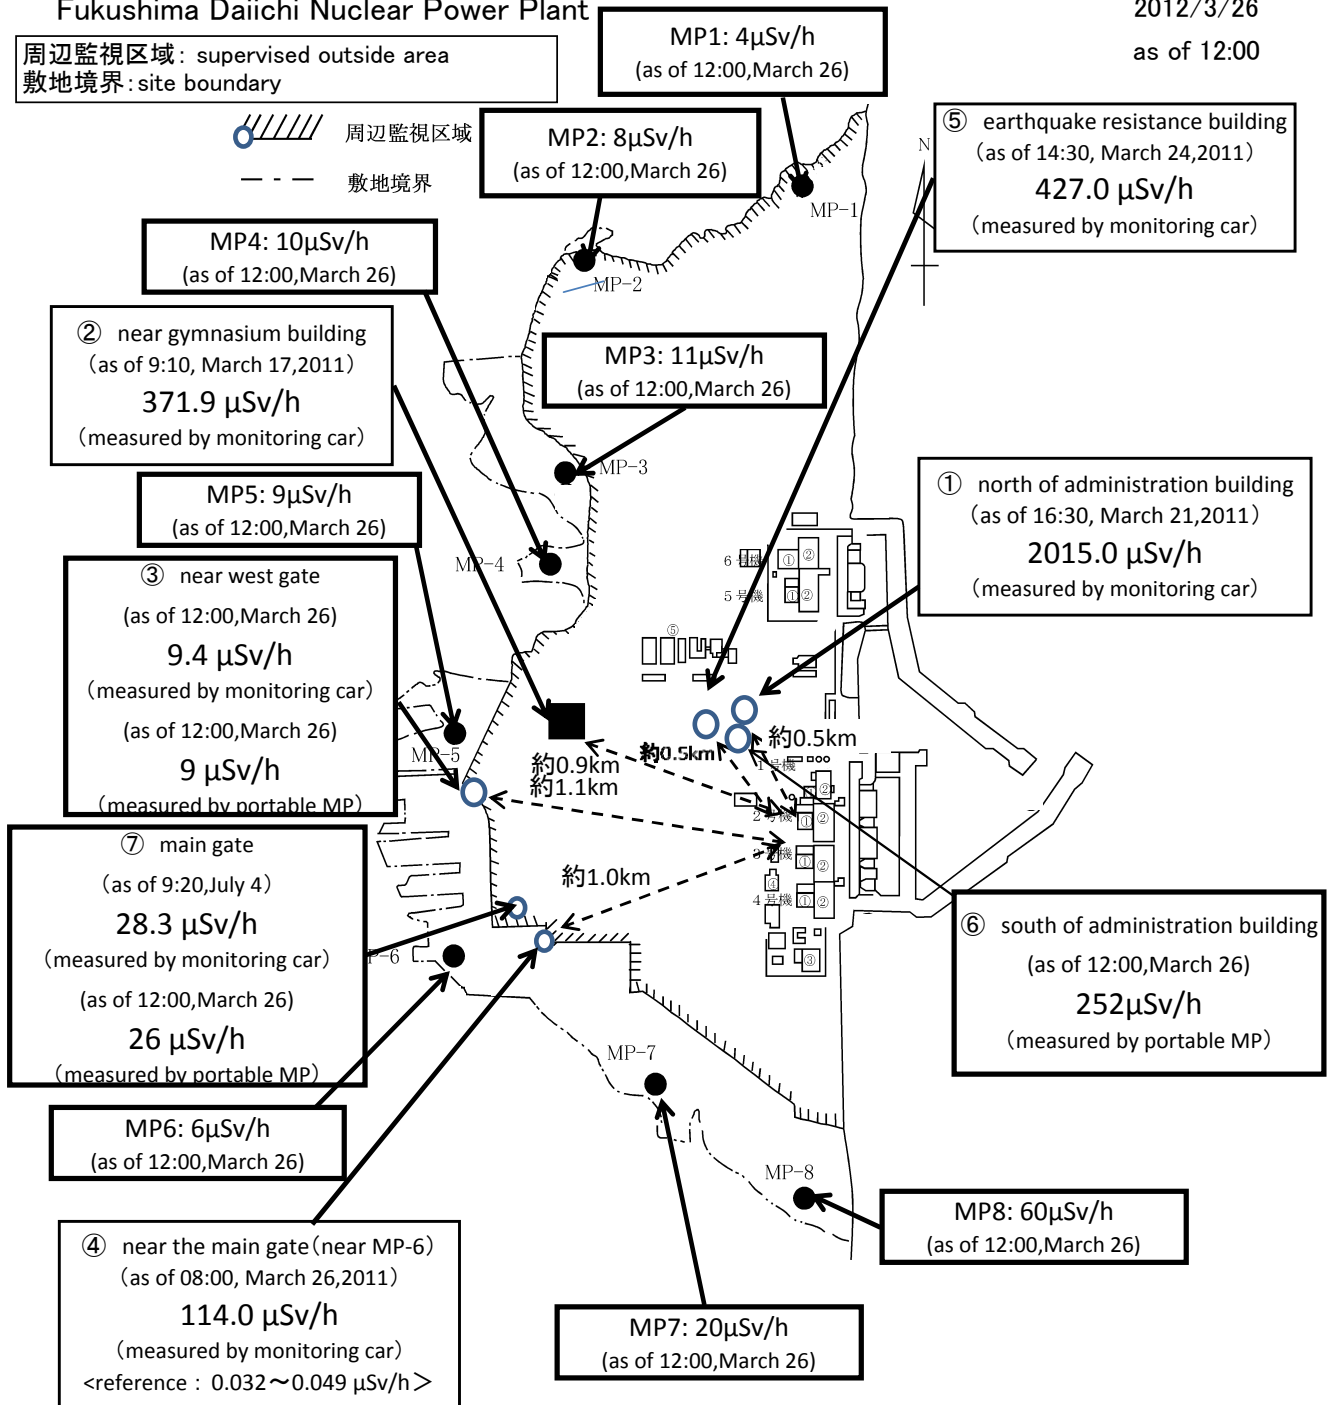 Fukushima Daiichi Nuclear Power Plant
2012/3/26
as of 12:00
周辺監視区域: supervised outside area
敷地境界:site boundary
周辺監視区域
敷地境界
MP1: 4μSv/h
(as of 12:00,March 26)
MP2: 8μSv/h
(as of 12:00,March 26)
⑤ earthquake resistance building
(as of 14:30, March 24,2011)
427.0 μSv/h
(measured by monitoring car)
N
MP-1
MP4: 10μSv/h
(as of 12:00,March 26)
MP-2
② near gymnasium building
(as of 9:10, March 17,2011)
371.9 μSv/h
(measured by monitoring car)
MP3: 11μSv/h
(as of 12:00,March 26)
MP-3
MP5: 9μSv/h
(as of 12:00,March 26)
① north of administration building
(as of 16:30, March 21,2011)
2015.0 μSv/h
(measured by monitoring car)
MP-4
6号機
① ②
5号機
① ②
③ near west gate
(as of 12:00,March 26)
9.4 μSv/h
(measured by monitoring car)
(as of 12:00,March 26)
9 μSv/h
(measured by portable MP)
⑤
MP-5
約0.9km
約1.1km
約0.5km
約0.5km
1号機
②
2号機
① ②
3号機
① ②
④
4号機
① ②
③
約1.0km
⑦ main gate
(as of 9:20,July 4)
28.3 μSv/h
(measured by monitoring car)
(as of 12:00,March 26)
26 μSv/h
(measured by portable MP)
P-6
⑥ south of administration building
(as of 12:00,March 26)
252μSv/h
(measured by portable MP)
MP-7
MP6: 6μSv/h
(as of 12:00,March 26)
MP-8
MP8: 60μSv/h
(as of 12:00,March 26)
④ near the main gate(near MP-6)
(as of 08:00, March 26,2011)
114.0 μSv/h
(measured by monitoring car)
<reference : 0.032～0.049 μSv/h>
MP7: 20μSv/h
(as of 12:00,March 26)